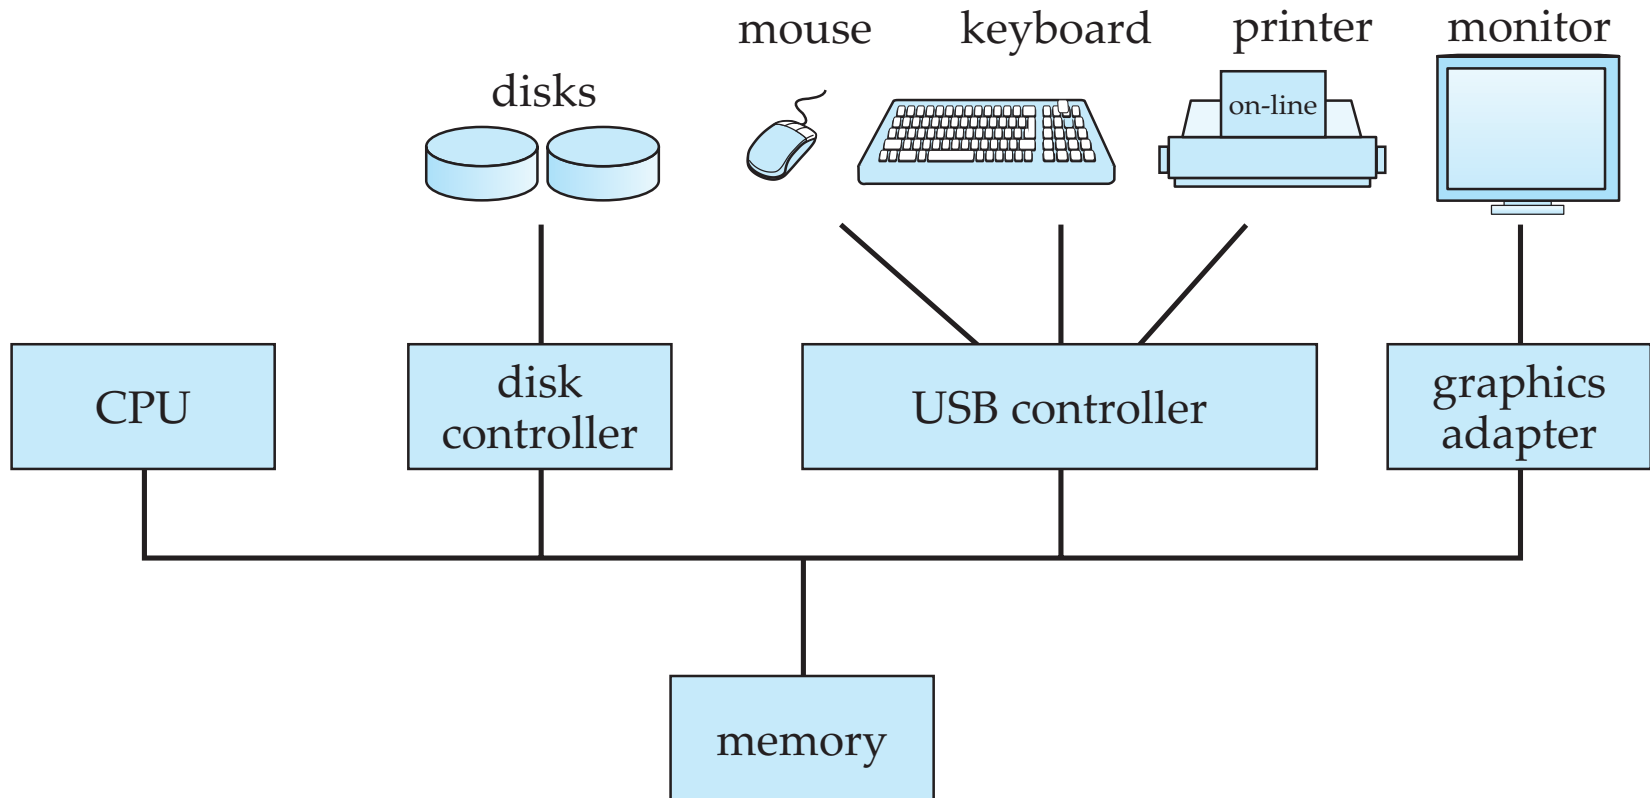 mouse
keyboard
printer
monitor
disks
on-line
CPU
disk
controller
USB controller
graphics
adapter
memory